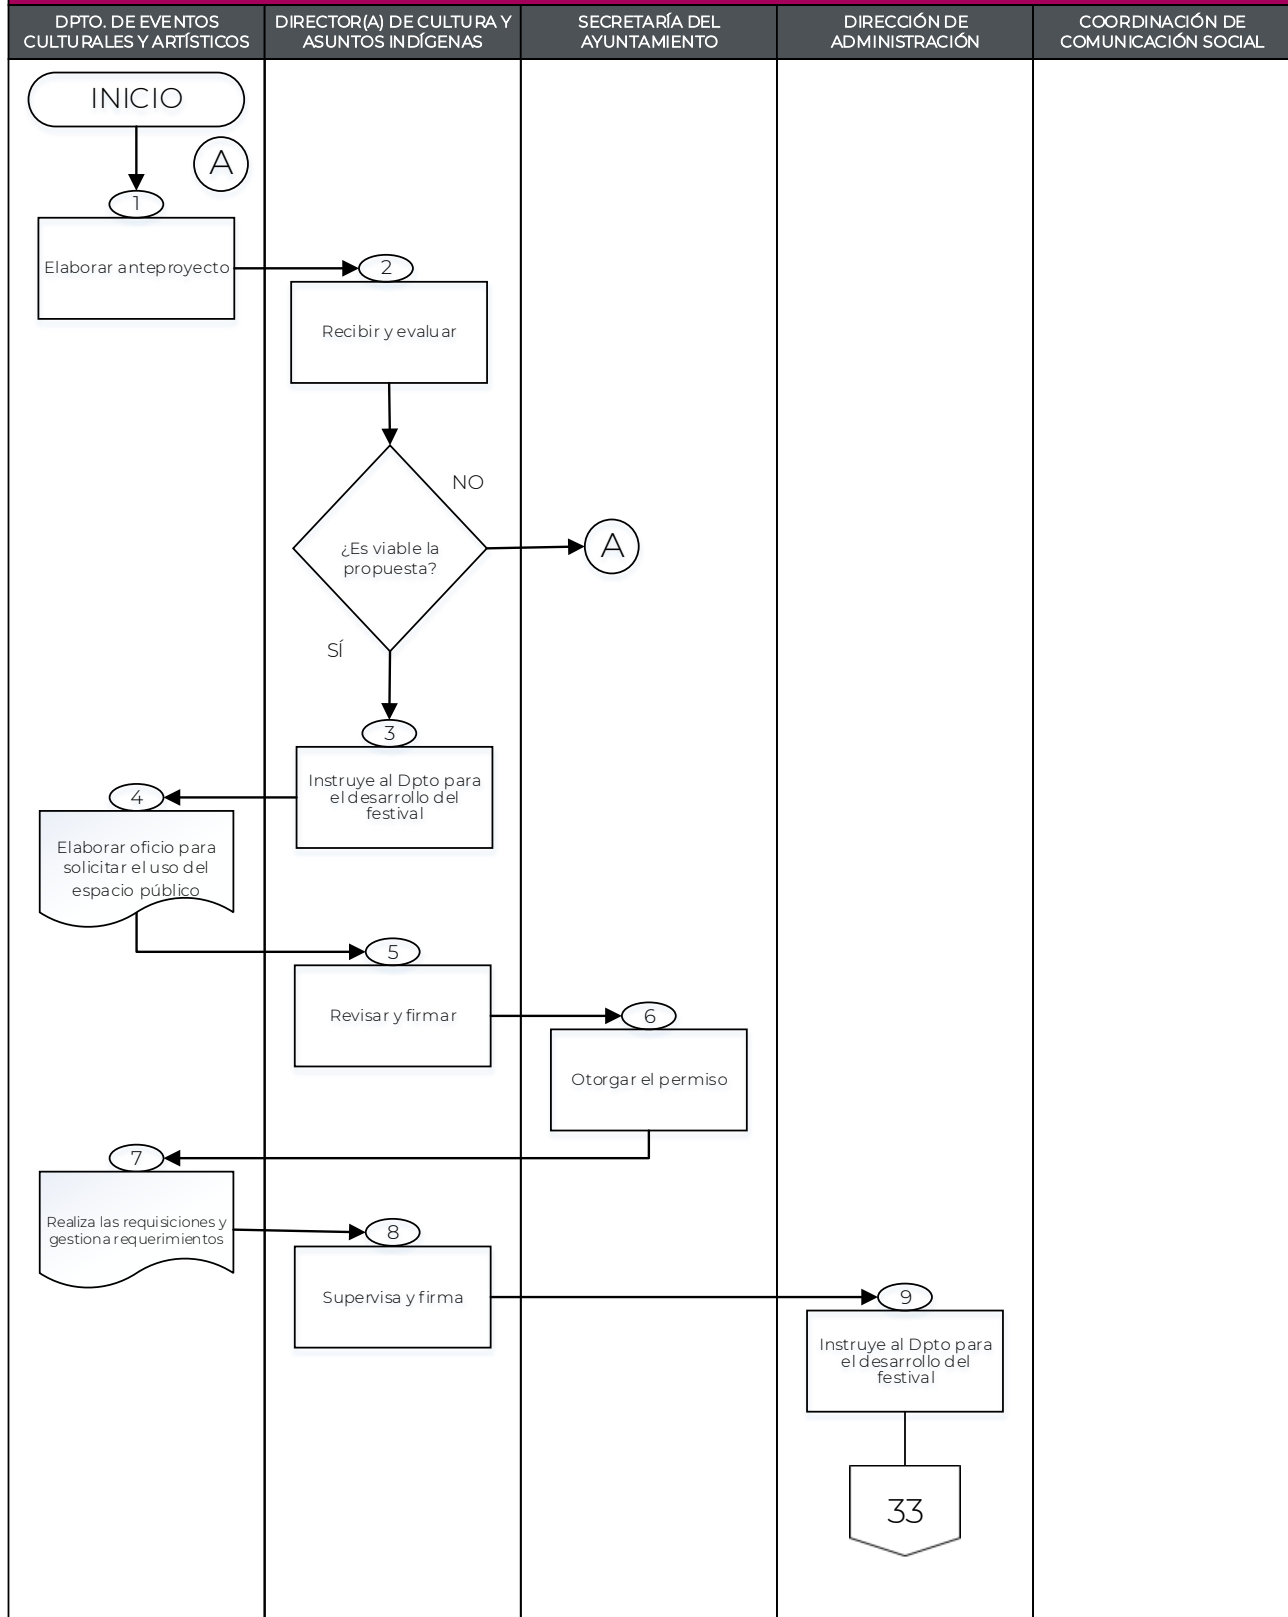 DPTO. DE EVENTOS
CULTURALES Y ARTÍSTICOS
DIRECTOR(A) DE CULTURA Y
ASUNTOS INDÍGENAS
SECRETARÍA DEL
AYUNTAMIENTO
DIRECCIÓN DE
ADMINISTRACIÓN
COORDINACIÓN DE
COMUNICACIÓN SOCIAL
INICIO
A
1
Elaborar anteproyecto
2
Recibir y evaluar
NO
¿Es viable la
propuesta?
A
SÍ
3
Instruye al Dpto para
el desarrollo del
festival
4
Elaborar oficio para
solicitar el uso del
espacio público
5
Revisar y firmar
6
Otorgar el permiso
7
Realiza las requisiciones y
gestiona requerimientos
8
Supervisa y firma
9
Instruye al Dpto para
el desarrollo del
festival
33